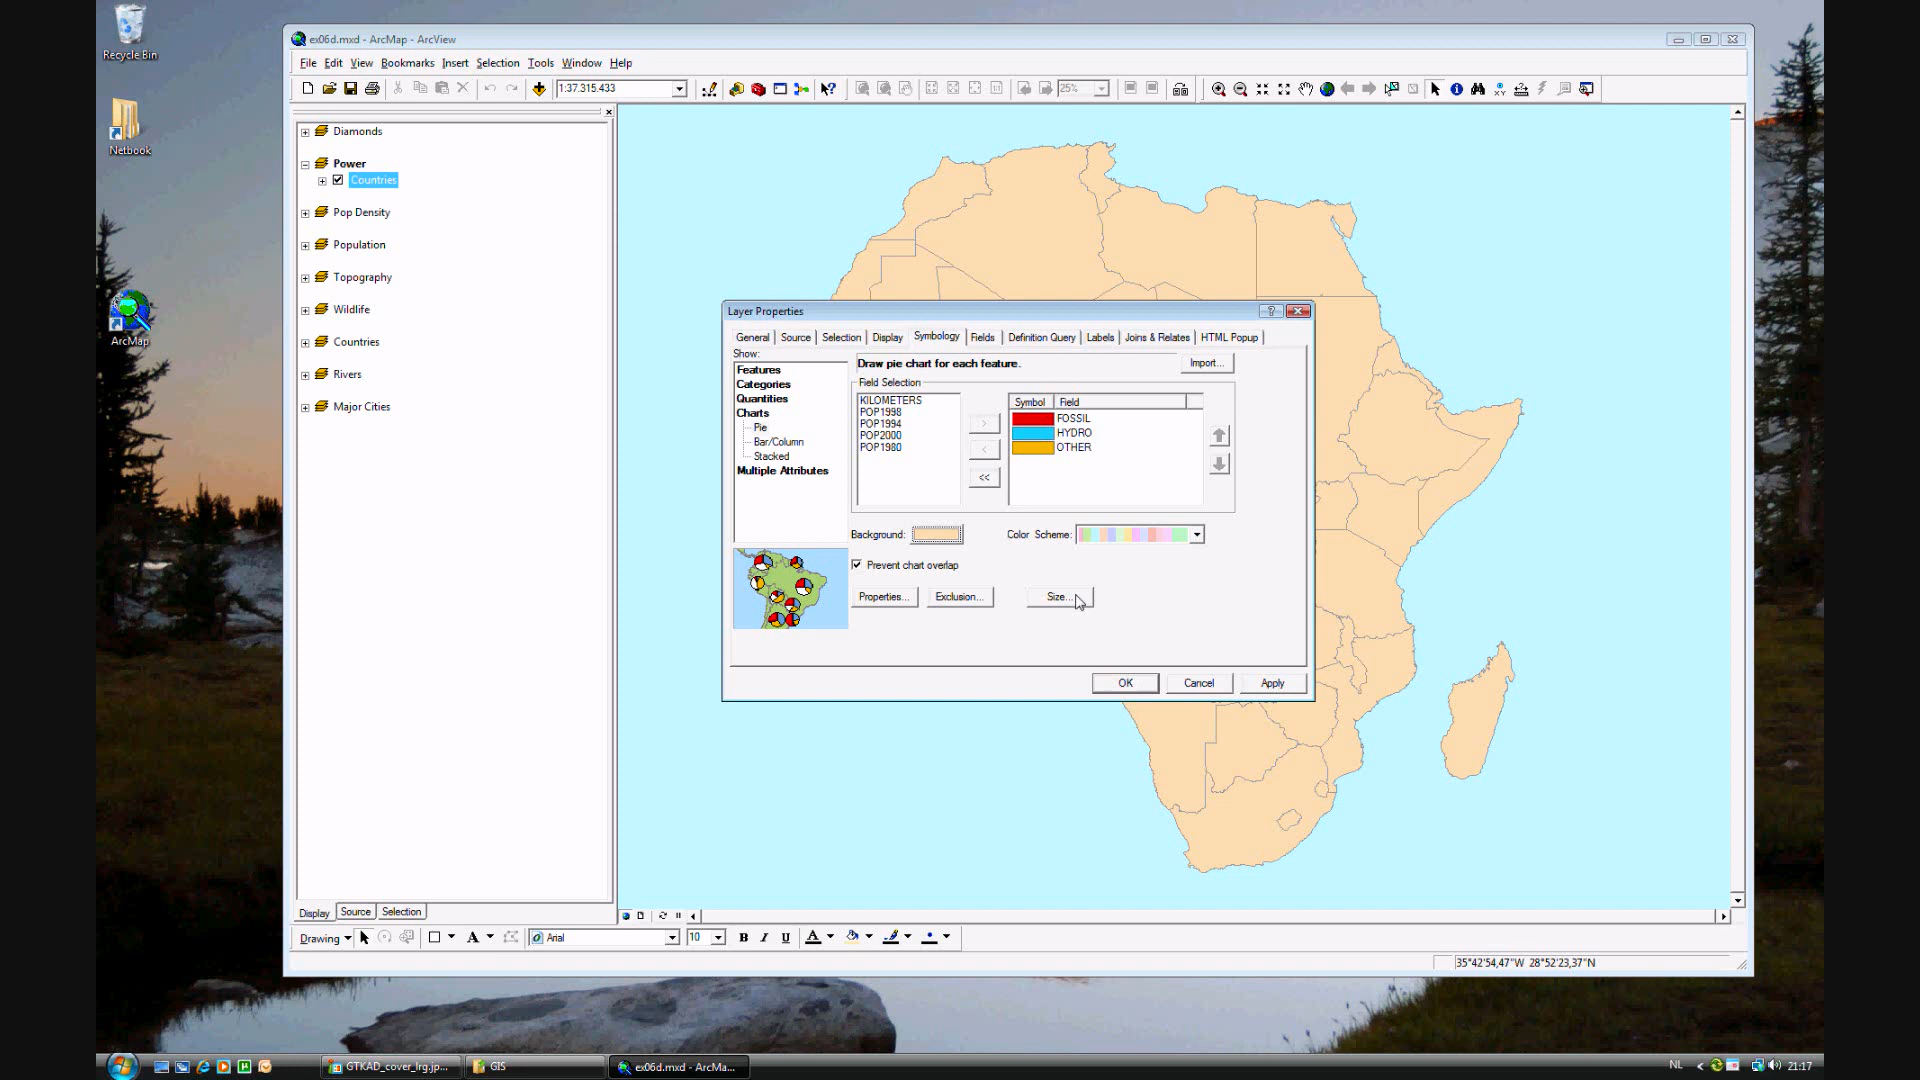 Recycle Bin
Netbook
ArcMap
ex06d.mxd - ArcMap - ArcView
File Edit View Bookmarks Insert Selection Tools Window Help
1:37.315.433
25%
Diamonds
Power
Countries
Pop Density
Population
Topography
Wildlife
Countries
Rivers
Major Cities
Display Source Selection
Layer Properties
General Source Selection Display Symbology Fields Definition Query Labels Joins & Relates HTML Popup
Show:
Features
Categories
Quantities
Charts
Pie
Bar/Column
Stacked
Multiple Attributes
Draw pie chart for each feature.
Import...
Field Selection
KILOMETERS
POP1998
POP1994
POP2000
POP1980
>
<
<<
Symbol Field
FOSSIL
HYDRO
OTHER
Background:
Color Scheme:
Prevent chart overlap
Properties... Exclusion... Size...
OK Cancel Apply
Drawing
A
Arial
10
B I U A
35°42'54,47"W 28°52'23,37"N
GTKAD_cover_lrg.jp...
GIS
ex06d.mxd - ArcMa...
NL
21:17